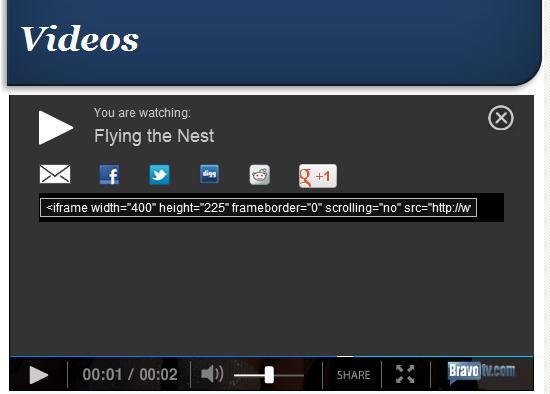 Videos
You are watching:
Flying the Nest
f digg g +1
<iframe width="400" height="225" frameborder="0" scrolling="no" src="http://w
00:01 / 00:02 SHARE Bravotv.com